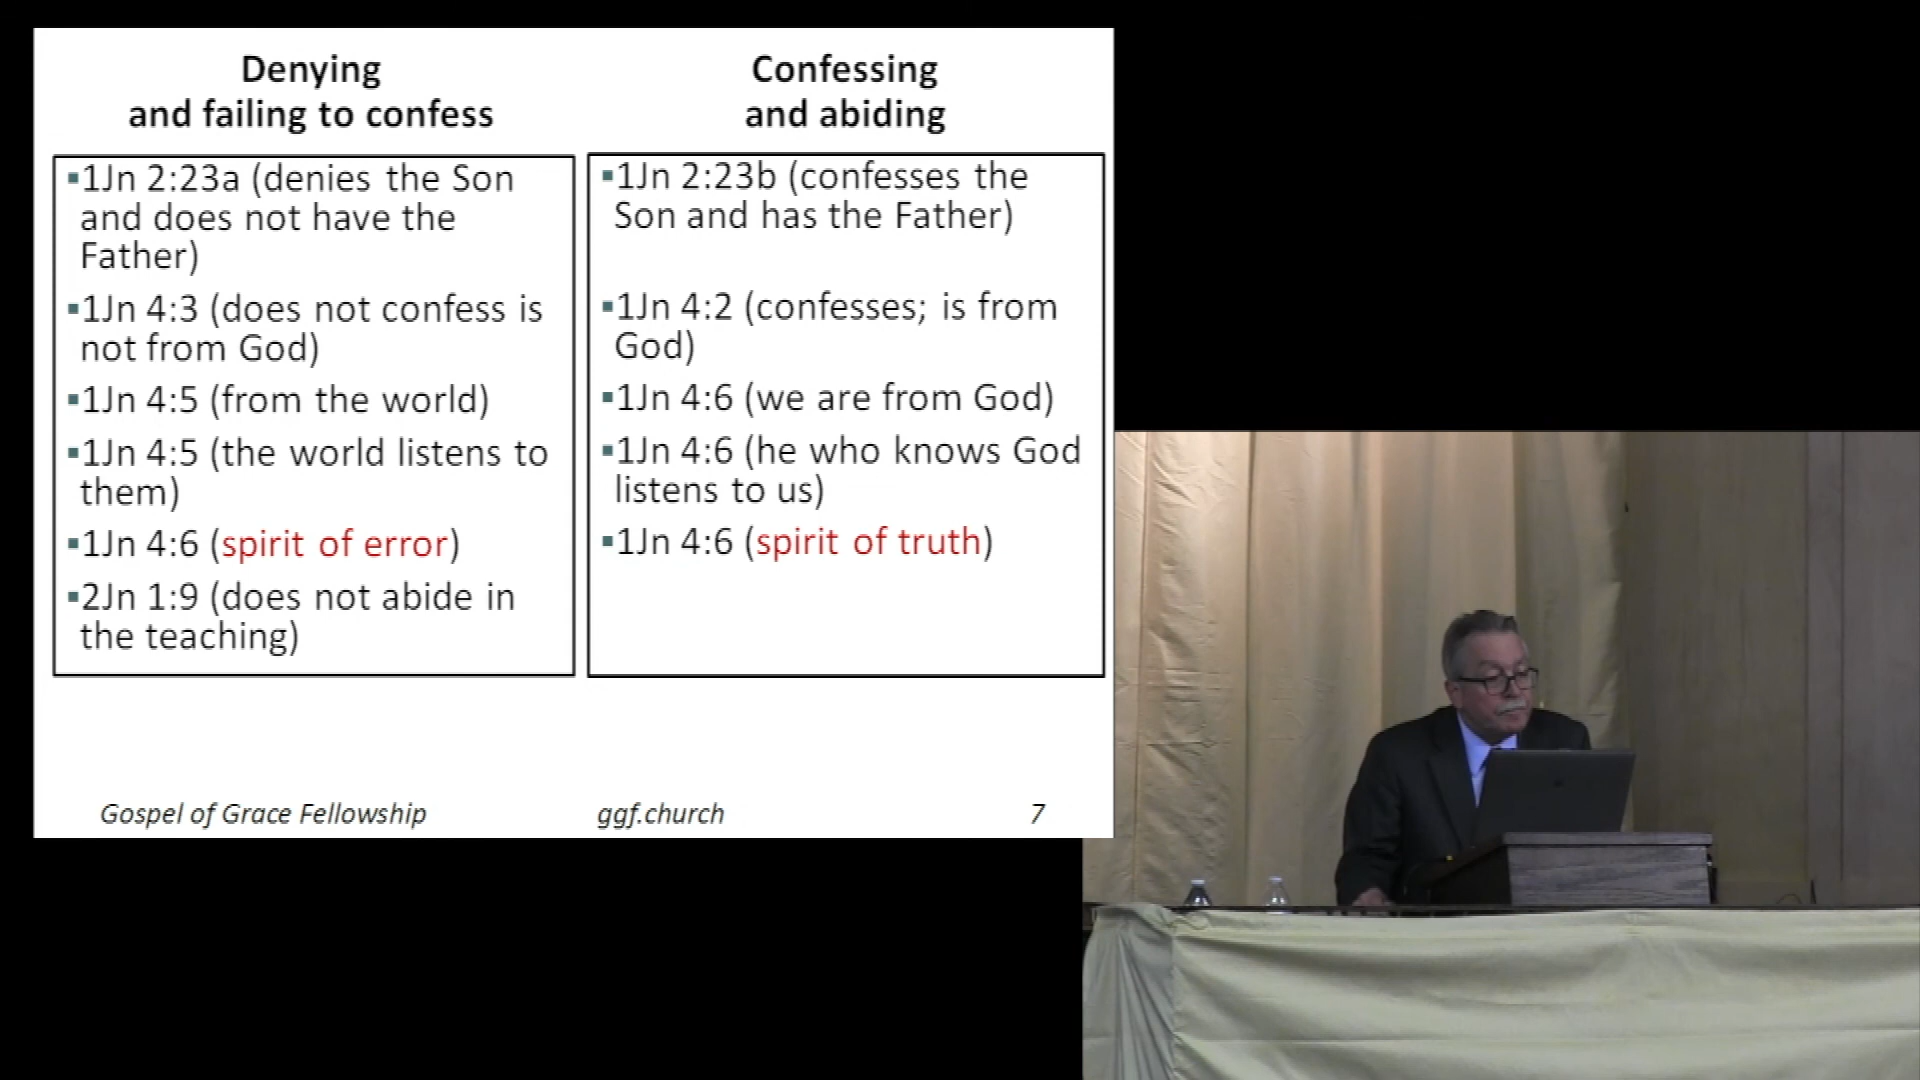 Denying
and failing to confess
▪1Jn 2:23a (denies the Son
and does not have the
Father)
▪1Jn 4:3 (does not confess is
not from God)
▪1Jn 4:5 (from the world)
▪1Jn 4:5 (the world listens to
them)
▪1Jn 4:6 (spirit of error)
▪2Jn 1:9 (does not abide in
the teaching)
Confessing
and abiding
▪1Jn 2:23b (confesses the
Son and has the Father)
▪1Jn 4:2 (confesses; is from
God)
▪1Jn 4:6 (we are from God)
▪1Jn 4:6 (he who knows God
listens to us)
▪1Jn 4:6 (spirit of truth)
Gospel of Grace Fellowship ggf.church 7